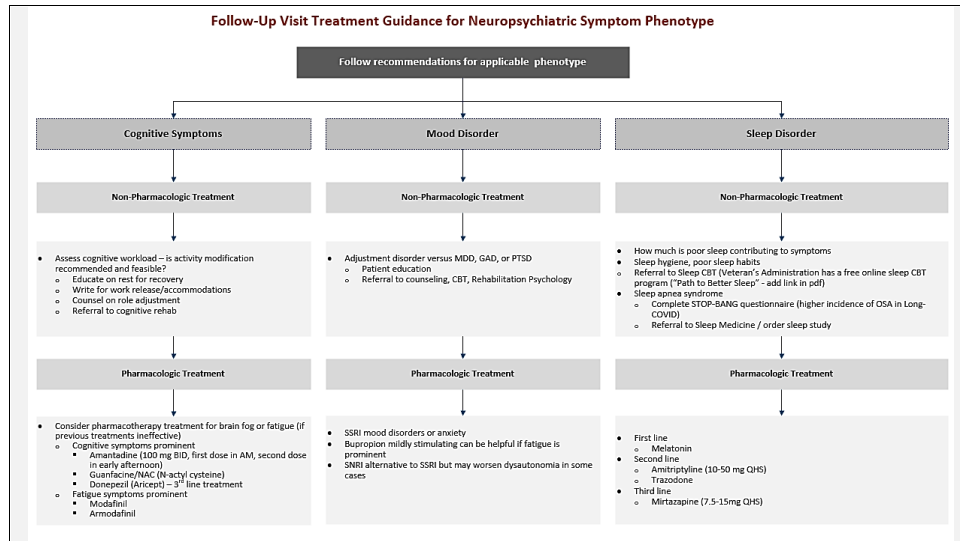 Follow-Up Visit Treatment Guidance for Neuropsychiatric Symptom Phenotype
Follow recommendations for applicable phenotype
Cognitive Symptoms
Non-Pharmacologic Treatment
• Assess cognitive workload – is activity modification
recommended and feasible?
o Educate on rest for recovery
o Write for work release/accommodations
o Counsel on role adjustment
o Referral to cognitive rehab
Pharmacologic Treatment
• Consider pharmacotherapy treatment for brain fog or fatigue (if
previous treatments ineffective)
o Cognitive symptoms prominent
▪ Amantadine (100 mg BID, first dose in AM, second dose
in early afternoon)
▪ Guanfacine/NAC (N-actyl cysteine)
▪ Donepezil (Aricept) – 3rd line treatment
o Fatigue symptoms prominent
▪ Modafinil
▪ Armodafinil
Mood Disorder
Non-Pharmacologic Treatment
• Adjustment disorder versus MDD, GAD, or PTSD
o Patient education
o Referral to counseling, CBT, Rehabilitation Psychology
Pharmacologic Treatment
• SSRI mood disorders or anxiety
• Bupropion mildly stimulating can be helpful if fatigue is
prominent
• SNRI alternative to SSRI but may worsen dysautonomia in some
cases
Sleep Disorder
Non-Pharmacologic Treatment
• How much is poor sleep contributing to symptoms
• Sleep hygiene, poor sleep habits
o Referral to Sleep CBT (Veteran's Administration has a free online sleep CBT
program ("Path to Better Sleep" - add link in pdf)
• Sleep apnea syndrome
o Complete STOP-BANG questionnaire (higher incidence of OSA in Long-
COVID)
o Referral to Sleep Medicine / order sleep study
Pharmacologic Treatment
• First line
o Melatonin
• Second line
o Amitriptyline (10-50 mg QHS)
o Trazodone
• Third line
o Mirtazapine (7.5-15mg QHS)